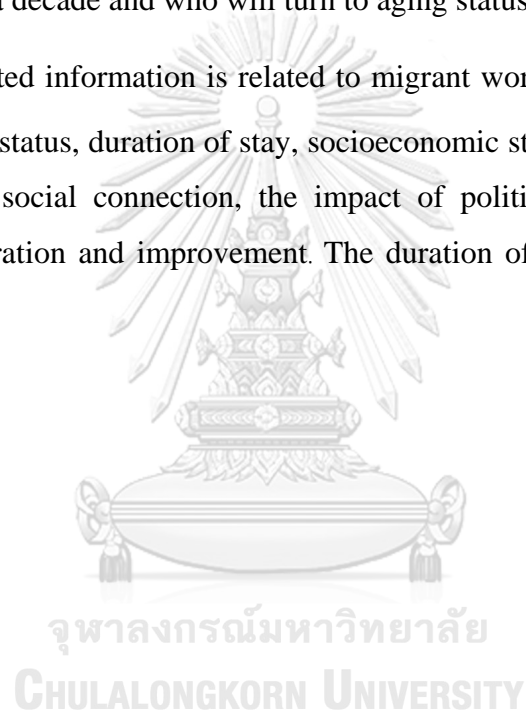 a decade and who will turn to aging status
ted information is related to migrant wor
status, duration of stay, socioeconomic st
social connection, the impact of politi
ration and improvement. The duration of
จุฬาลงกรณ์มหาวิทยาลัย
CHULALONGKORN UNIVERSITY